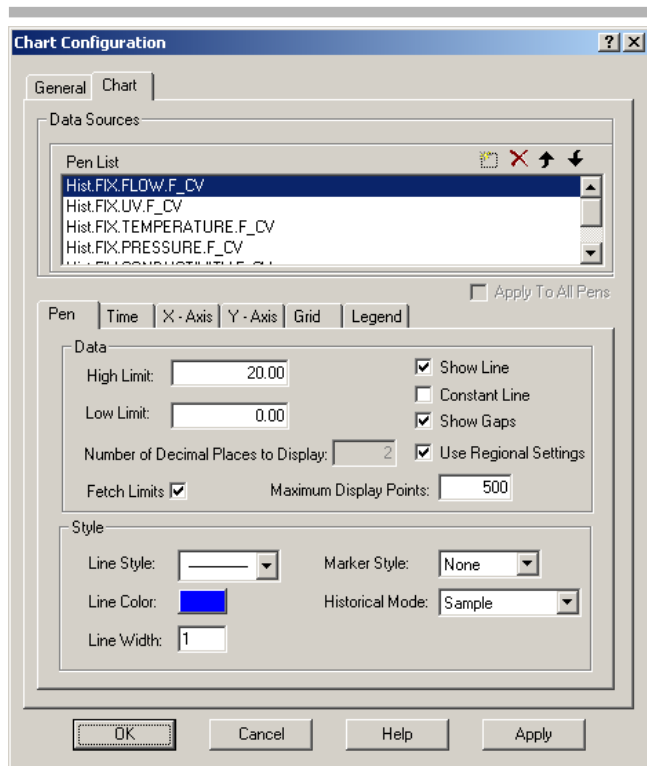 Chart Configuration
General Chart
Data Sources
Pen List
Hist.FIX.FLOW.F_CV
Hist.FIX.UV.F_CV
Hist.FIX.TEMPERATURE.F_CV
Hist.FIX.PRESSURE.F_CV
Apply To All Pens
Pen Time X - Axis Y - Axis Grid Legend
Data
High Limit: 20.00 Show Line
Constant Line
Low Limit: 0.00 Show Gaps
Number of Decimal Places to Display: 2 Use Regional Settings
Fetch Limits Maximum Display Points: 500
Style
Line Style: Marker Style: None
Line Color: Historical Mode: Sample
Line Width: 1
OK Cancel Help Apply